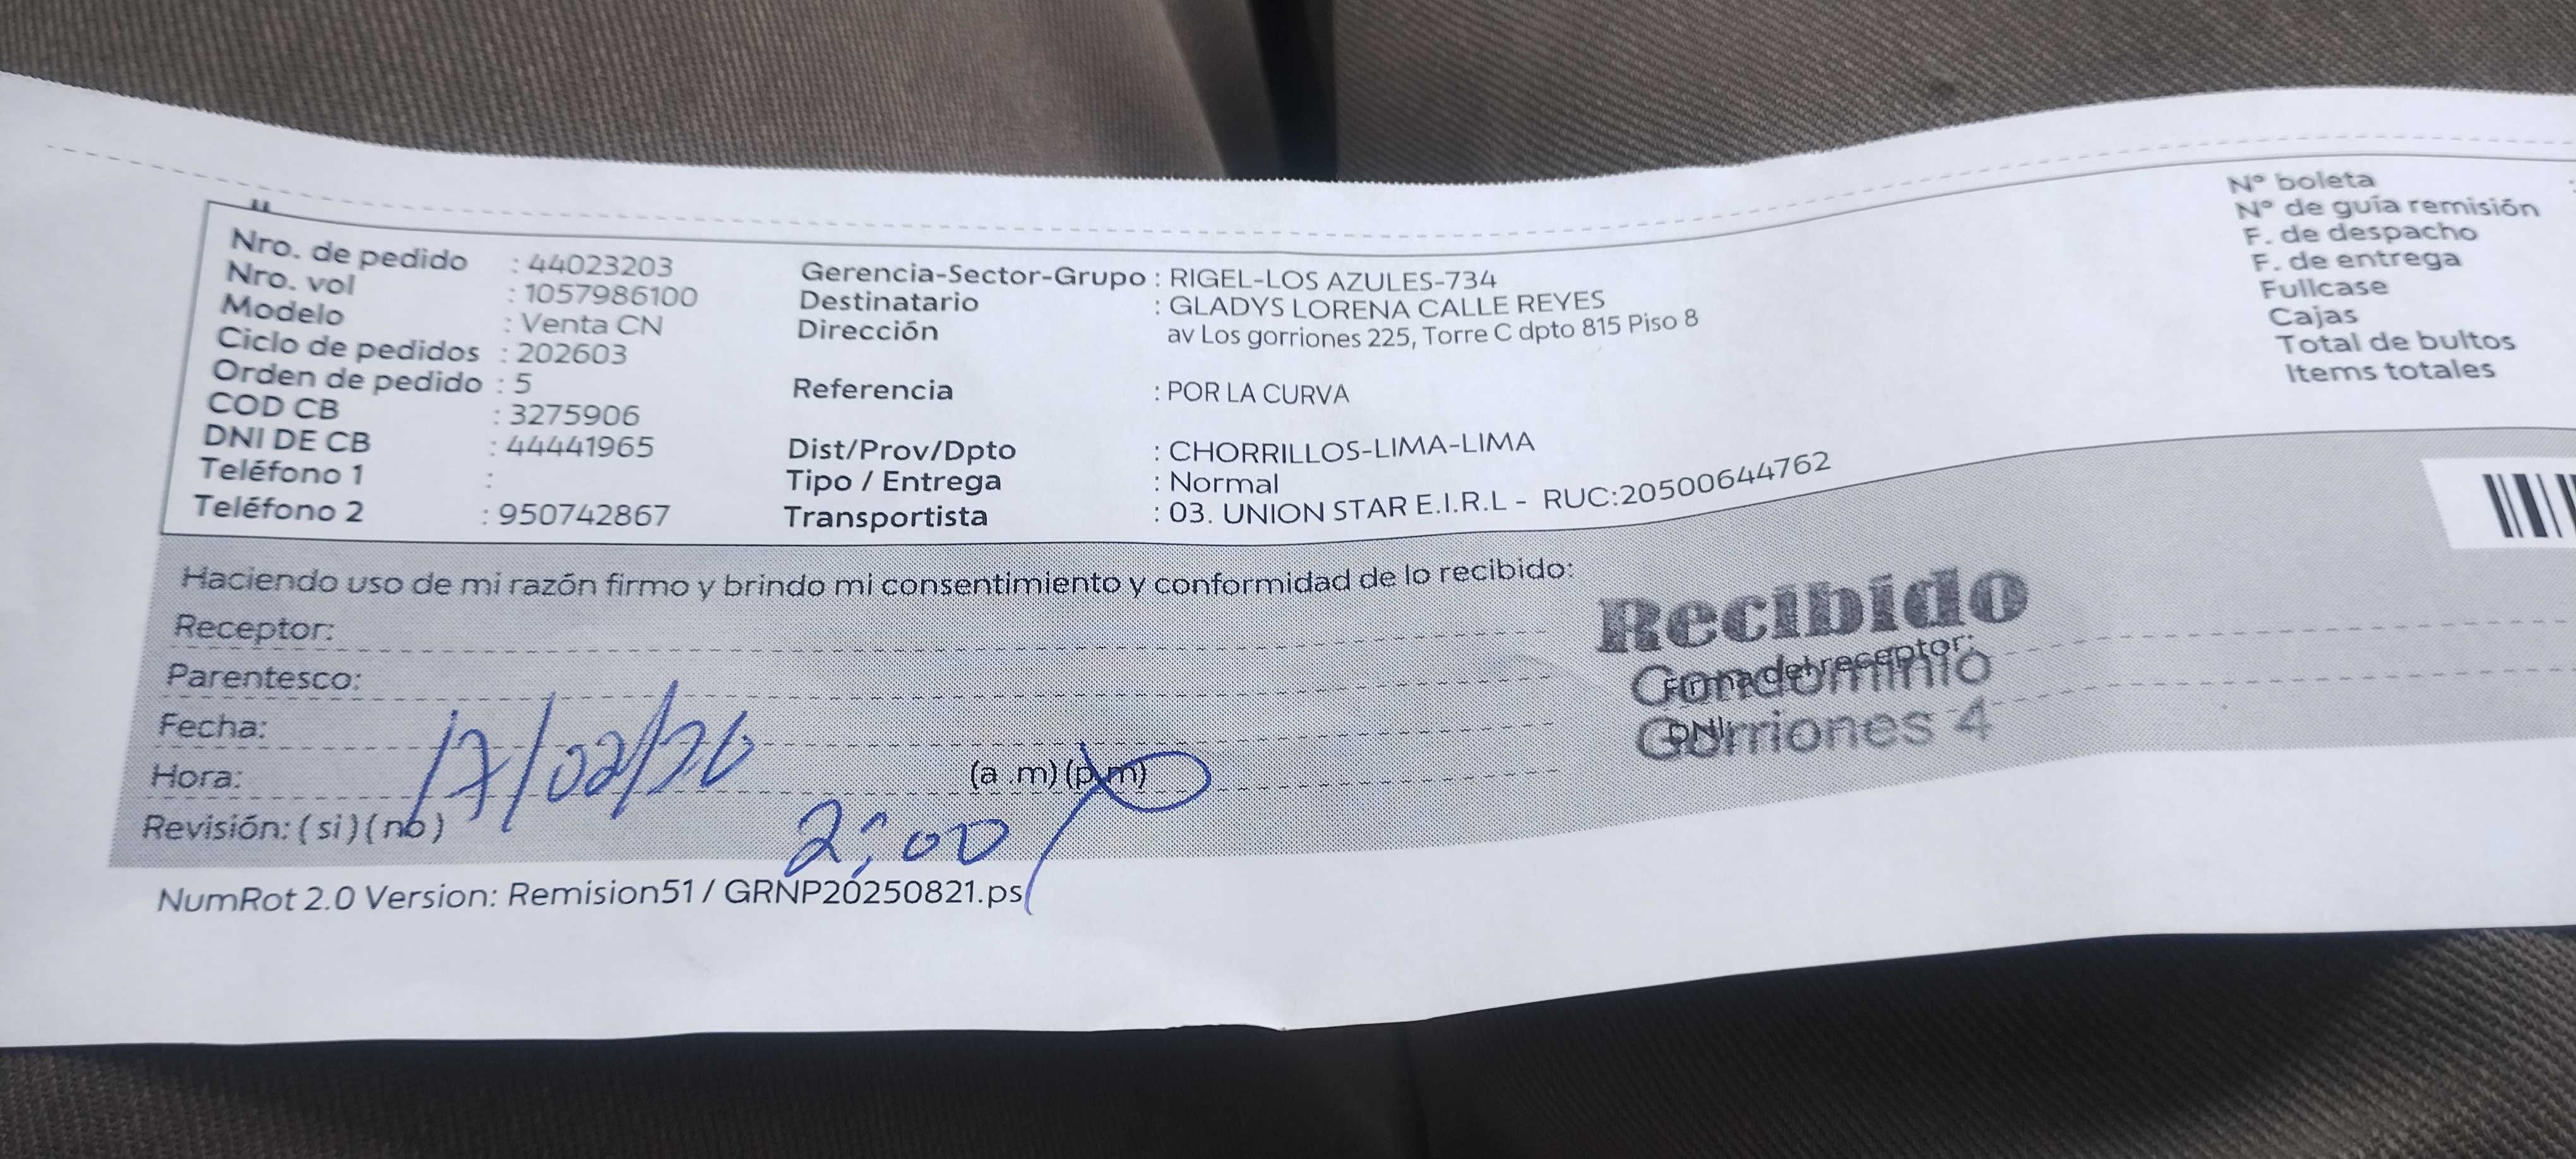 Nro. de pedido : 44023203
Nro. vol : 1057986100
Modelo : Venta CN
Ciclo de pedidos : 202603
Orden de pedido : 5
COD CB : 3275906
DNI DE CB : 44441965
Teléfono 1 :
Teléfono 2 : 950742867
Gerencia-Sector-Grupo : RIGEL-LOS AZULES-734
Destinatario : GLADYS LORENA CALLE REYES
Dirección av Los gorriones 225, Torre C dpto 815 Piso 8
Referencia : POR LA CURVA
Dist/Prov/Dpto : CHORRILLOS-LIMA-LIMA
Tipo / Entrega : Normal
Transportista : 03. UNION STAR E.I.R.L - RUC:20500644762
N° boleta :
N° de guía remisión
F. de despacho
F. de entrega
Fullcase
Cajas
Total de bultos
Items totales
Haciendo uso de mi razón firmo y brindo mi consentimiento y conformidad de lo recibido:
Receptor:
Parentesco:
Fecha:
17/02/26
Hora: (a .m) (p.m)
2:00
Revisión: ( si ) ( no )
Recibido
Firma del receptor:
Condominio
DNI:
Gorriones 4
NumRot 2.0 Version: Remision51 / GRNP20250821.ps